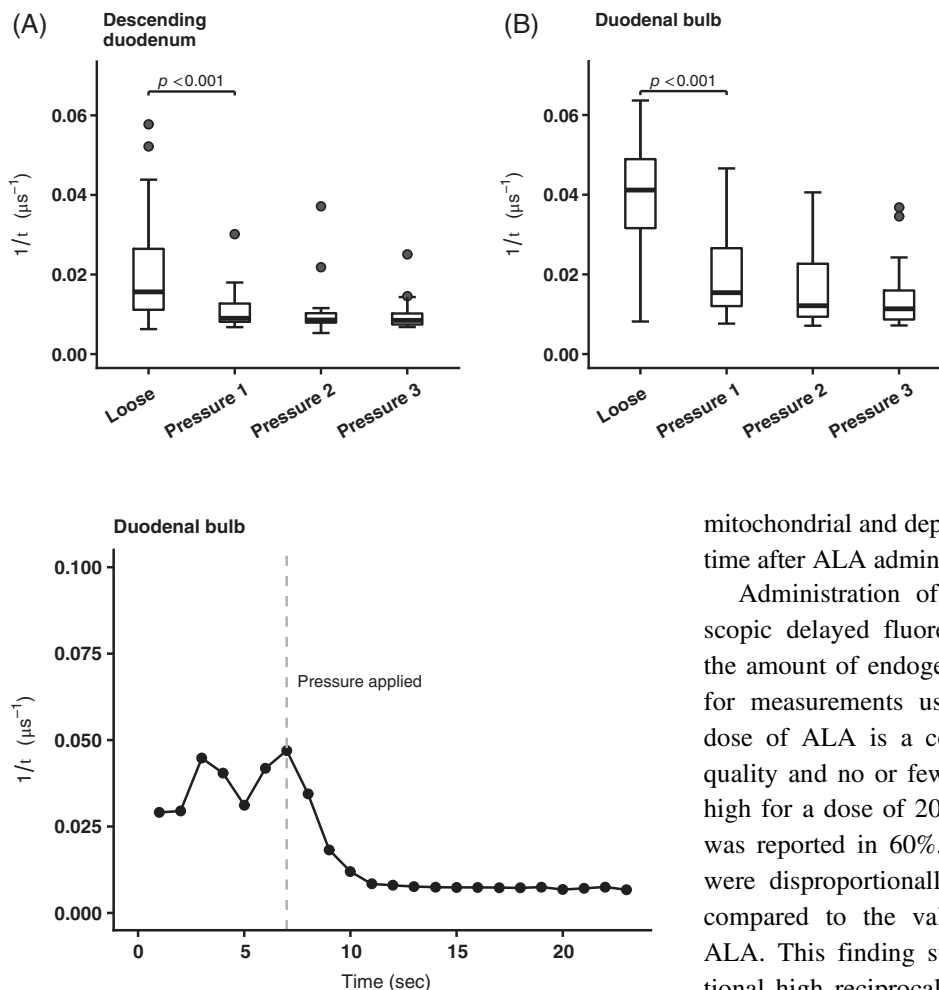 (A)
Descending
duodenum
p <0.001
0.06
0.04
0.02
0.00
1/t (μs⁻¹)
Loose
Pressure 1
Pressure 2
Pressure 3
(B)
Duodenal bulb
p <0.001
0.06
0.04
0.02
0.00
1/t (μs⁻¹)
Loose
Pressure 1
Pressure 2
Pressure 3
Duodenal bulb
0.100
0.075
0.050
0.025
0.000
1/t (μs⁻¹)
Pressure applied
0 5 10 15 20
Time (sec)
mitochondrial and dep
time after ALA admin
Administration of
scopic delayed fluore
the amount of endoge
for measurements us
dose of ALA is a co
quality and no or few
high for a dose of 20
was reported in 60%.
were disproportionall
compared to the val
ALA. This finding su
tional high reciprocal